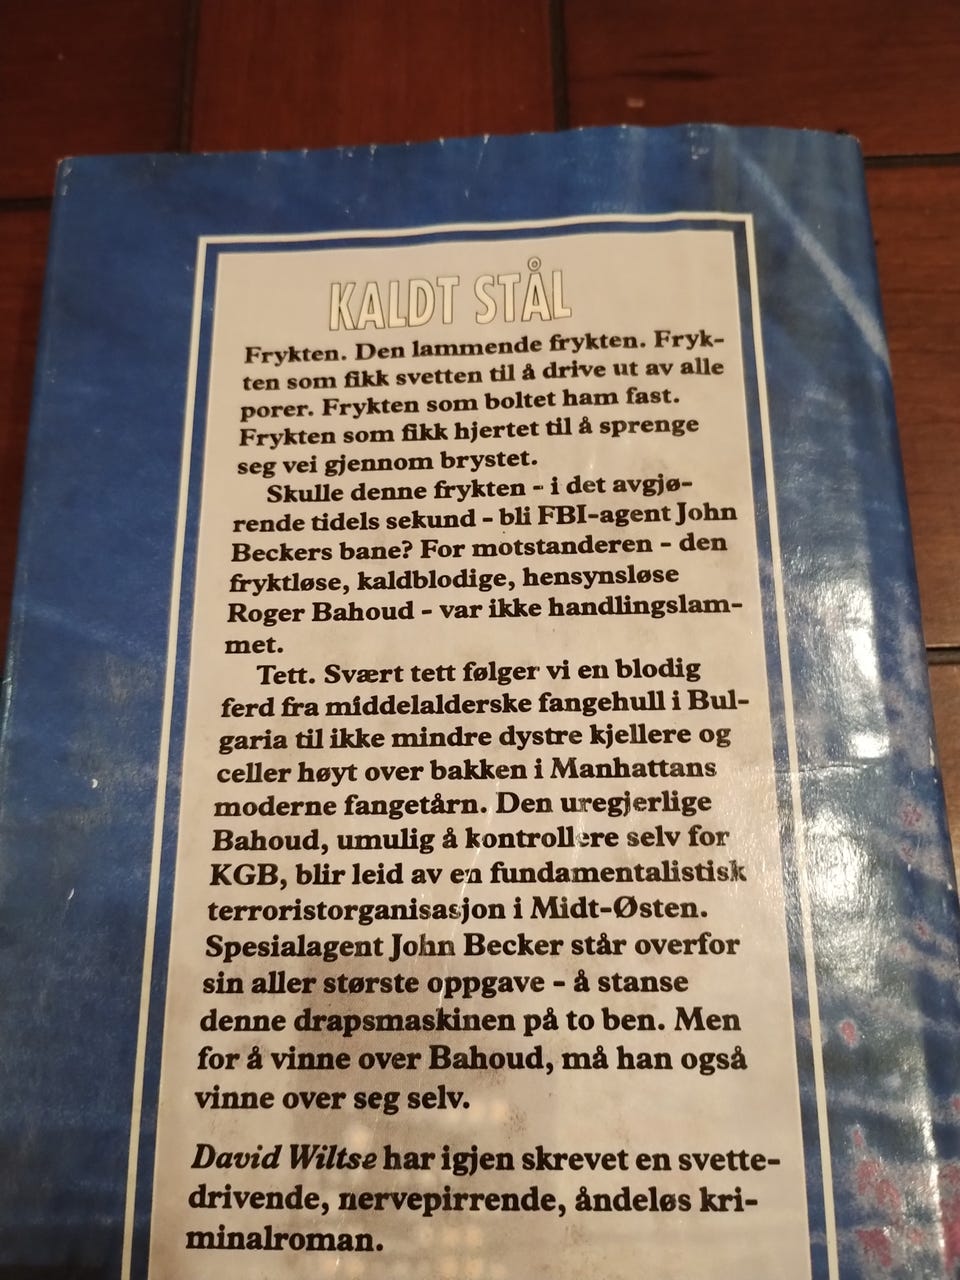 KALDT STÅL
Frykten. Den lammende frykten. Fryk-
ten som fikk svetten til å drive ut av alle
porer. Frykten som boltet ham fast.
Frykten som fikk hjertet til å sprenge
seg vei gjennom brystet.
Skulle denne frykten - i det avgjø-
rende tidels sekund - bli FBI-agent John
Beckers bane? For motstanderen - den
fryktløse, kaldblodige, hensynsløse
Roger Bahoud - var ikke handlingslam-
met.
Tett. Svært tett følger vi en blodig
ferd fra middelalderske fangehull i Bul-
garia til ikke mindre dystre kjellere og
celler høyt over bakken i Manhattans
moderne fangetårn. Den uregjerlige
Bahoud, umulig å kontrollere selv for
KGB, blir leid av en fundamentalistisk
terroristorganisasjon i Midt-Østen.
Spesialagent John Becker står overfor
sin aller største oppgave - å stanse
denne drapsmaskinen på to ben. Men
for å vinne over Bahoud, må han også
vinne over seg selv.
David Wiltse har igjen skrevet en svette-
drivende, nervepirrende, åndeløs kri-
minalroman.